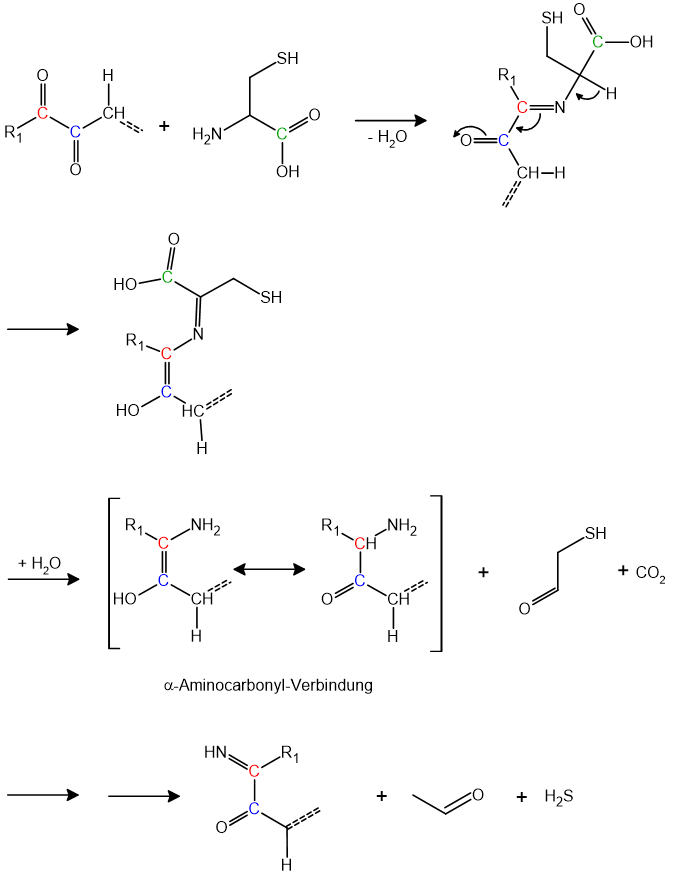 O H SH O SH
O C OH
R1 C C CH + H2N C O - H2O R1 C N H
O OH O C
CH H
O
HO C SH
N
R1 C
HO C HC
H
+ H2O R1 C NH2 R1 CH NH2 SH
HO C CH O C CH + O + CO2
H H
α-Aminocarbonyl-Verbindung
HN C R1
O C + O + H2S
H